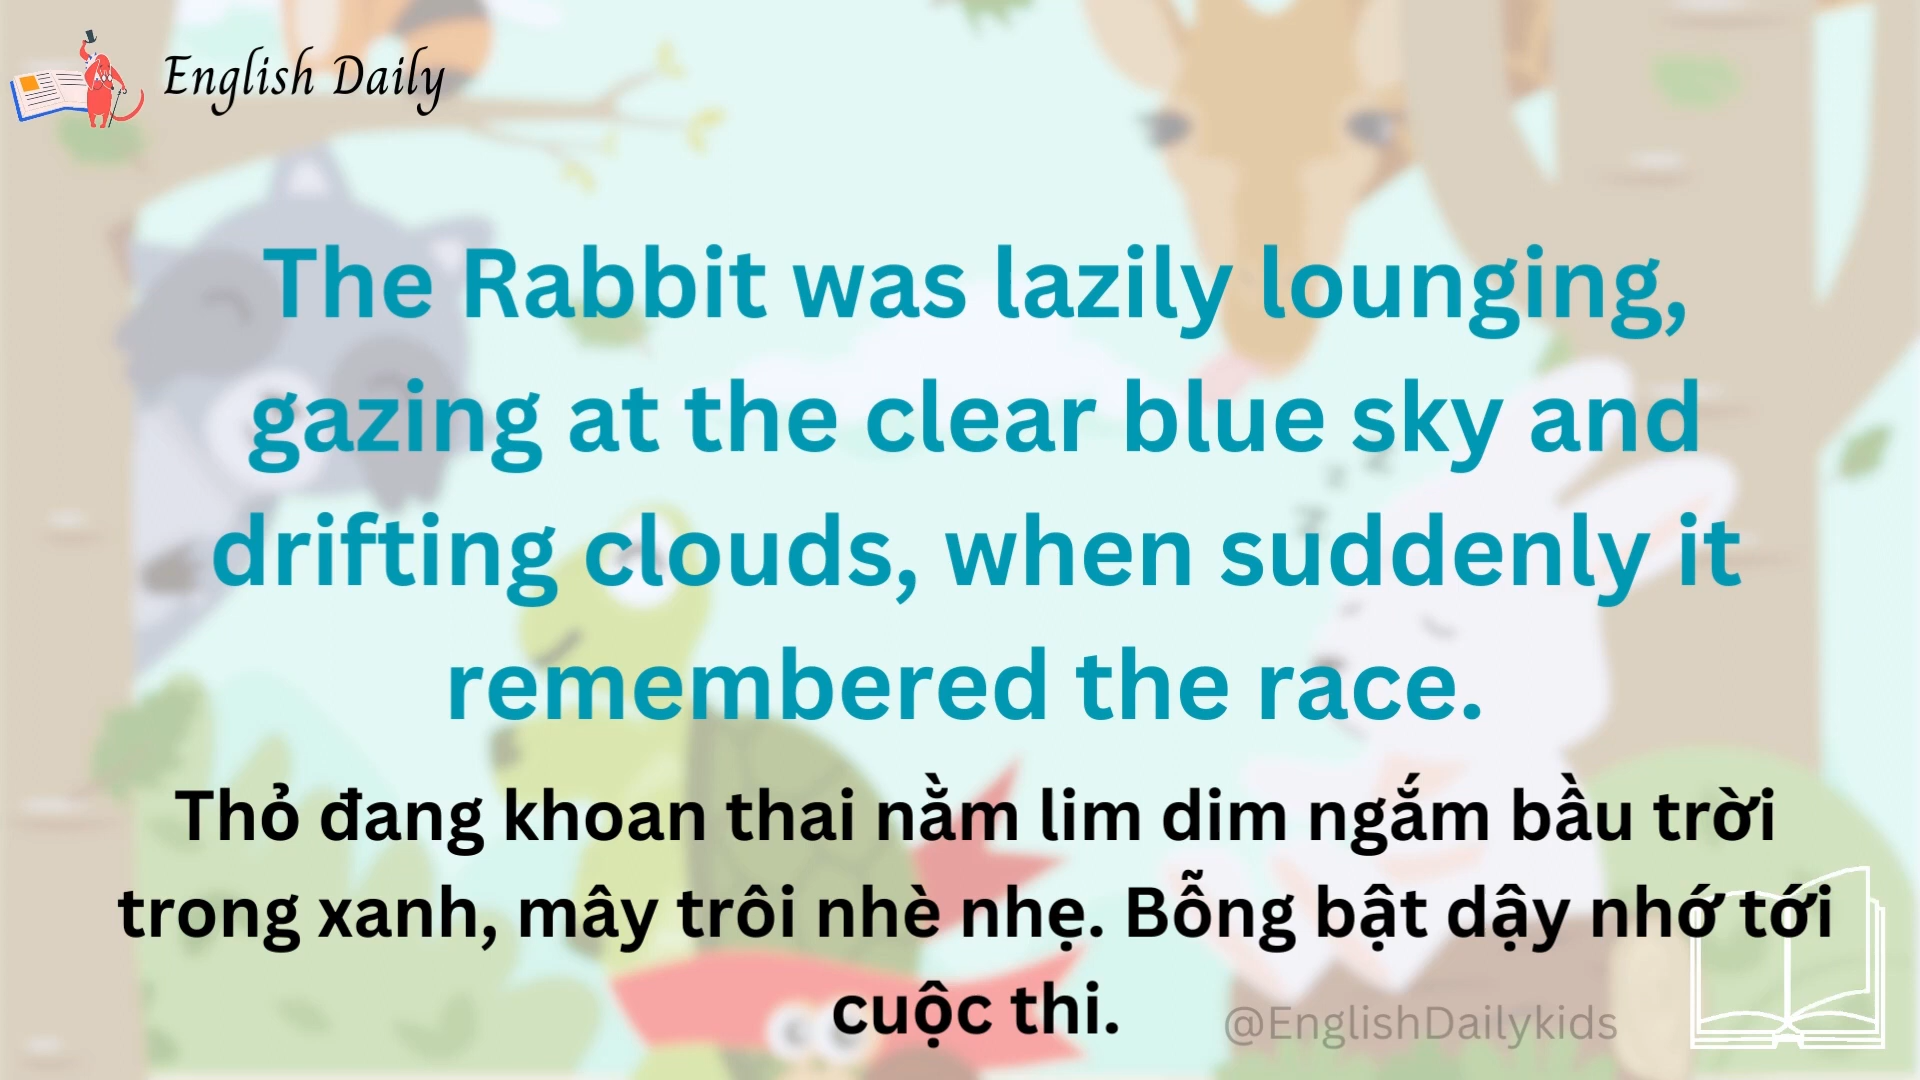 English Daily
The Rabbit was lazily lounging,
gazing at the clear blue sky and
drifting clouds, when suddenly it
remembered the race.
Thỏ đang khoan thai nằm lim dim ngắm bầu trời
trong xanh, mây trôi nhè nhẹ. Bỗng bật dậy nhớ tới
cuộc thi.
@EnglishDailykids